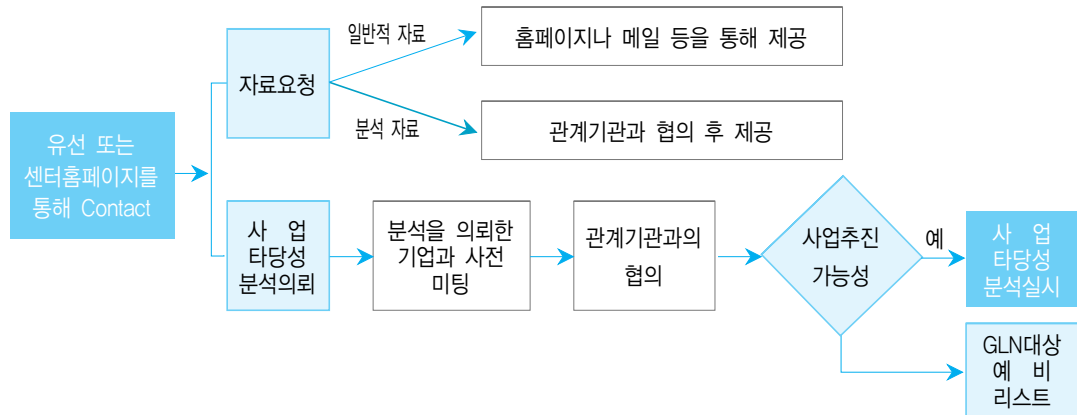 유선 또는
센터홈페이지를
통해 Contact
자료요청
일반적 자료
홈페이지나 메일 등을 통해 제공
분석 자료
관계기관과 협의 후 제공
사 업
타당성
분석의뢰
분석을 의뢰한
기업과 사전
미팅
관계기관과의
협의
사업추진
가능성
예
사 업
타당성
분석실시
GLN대상
예 비
리스트